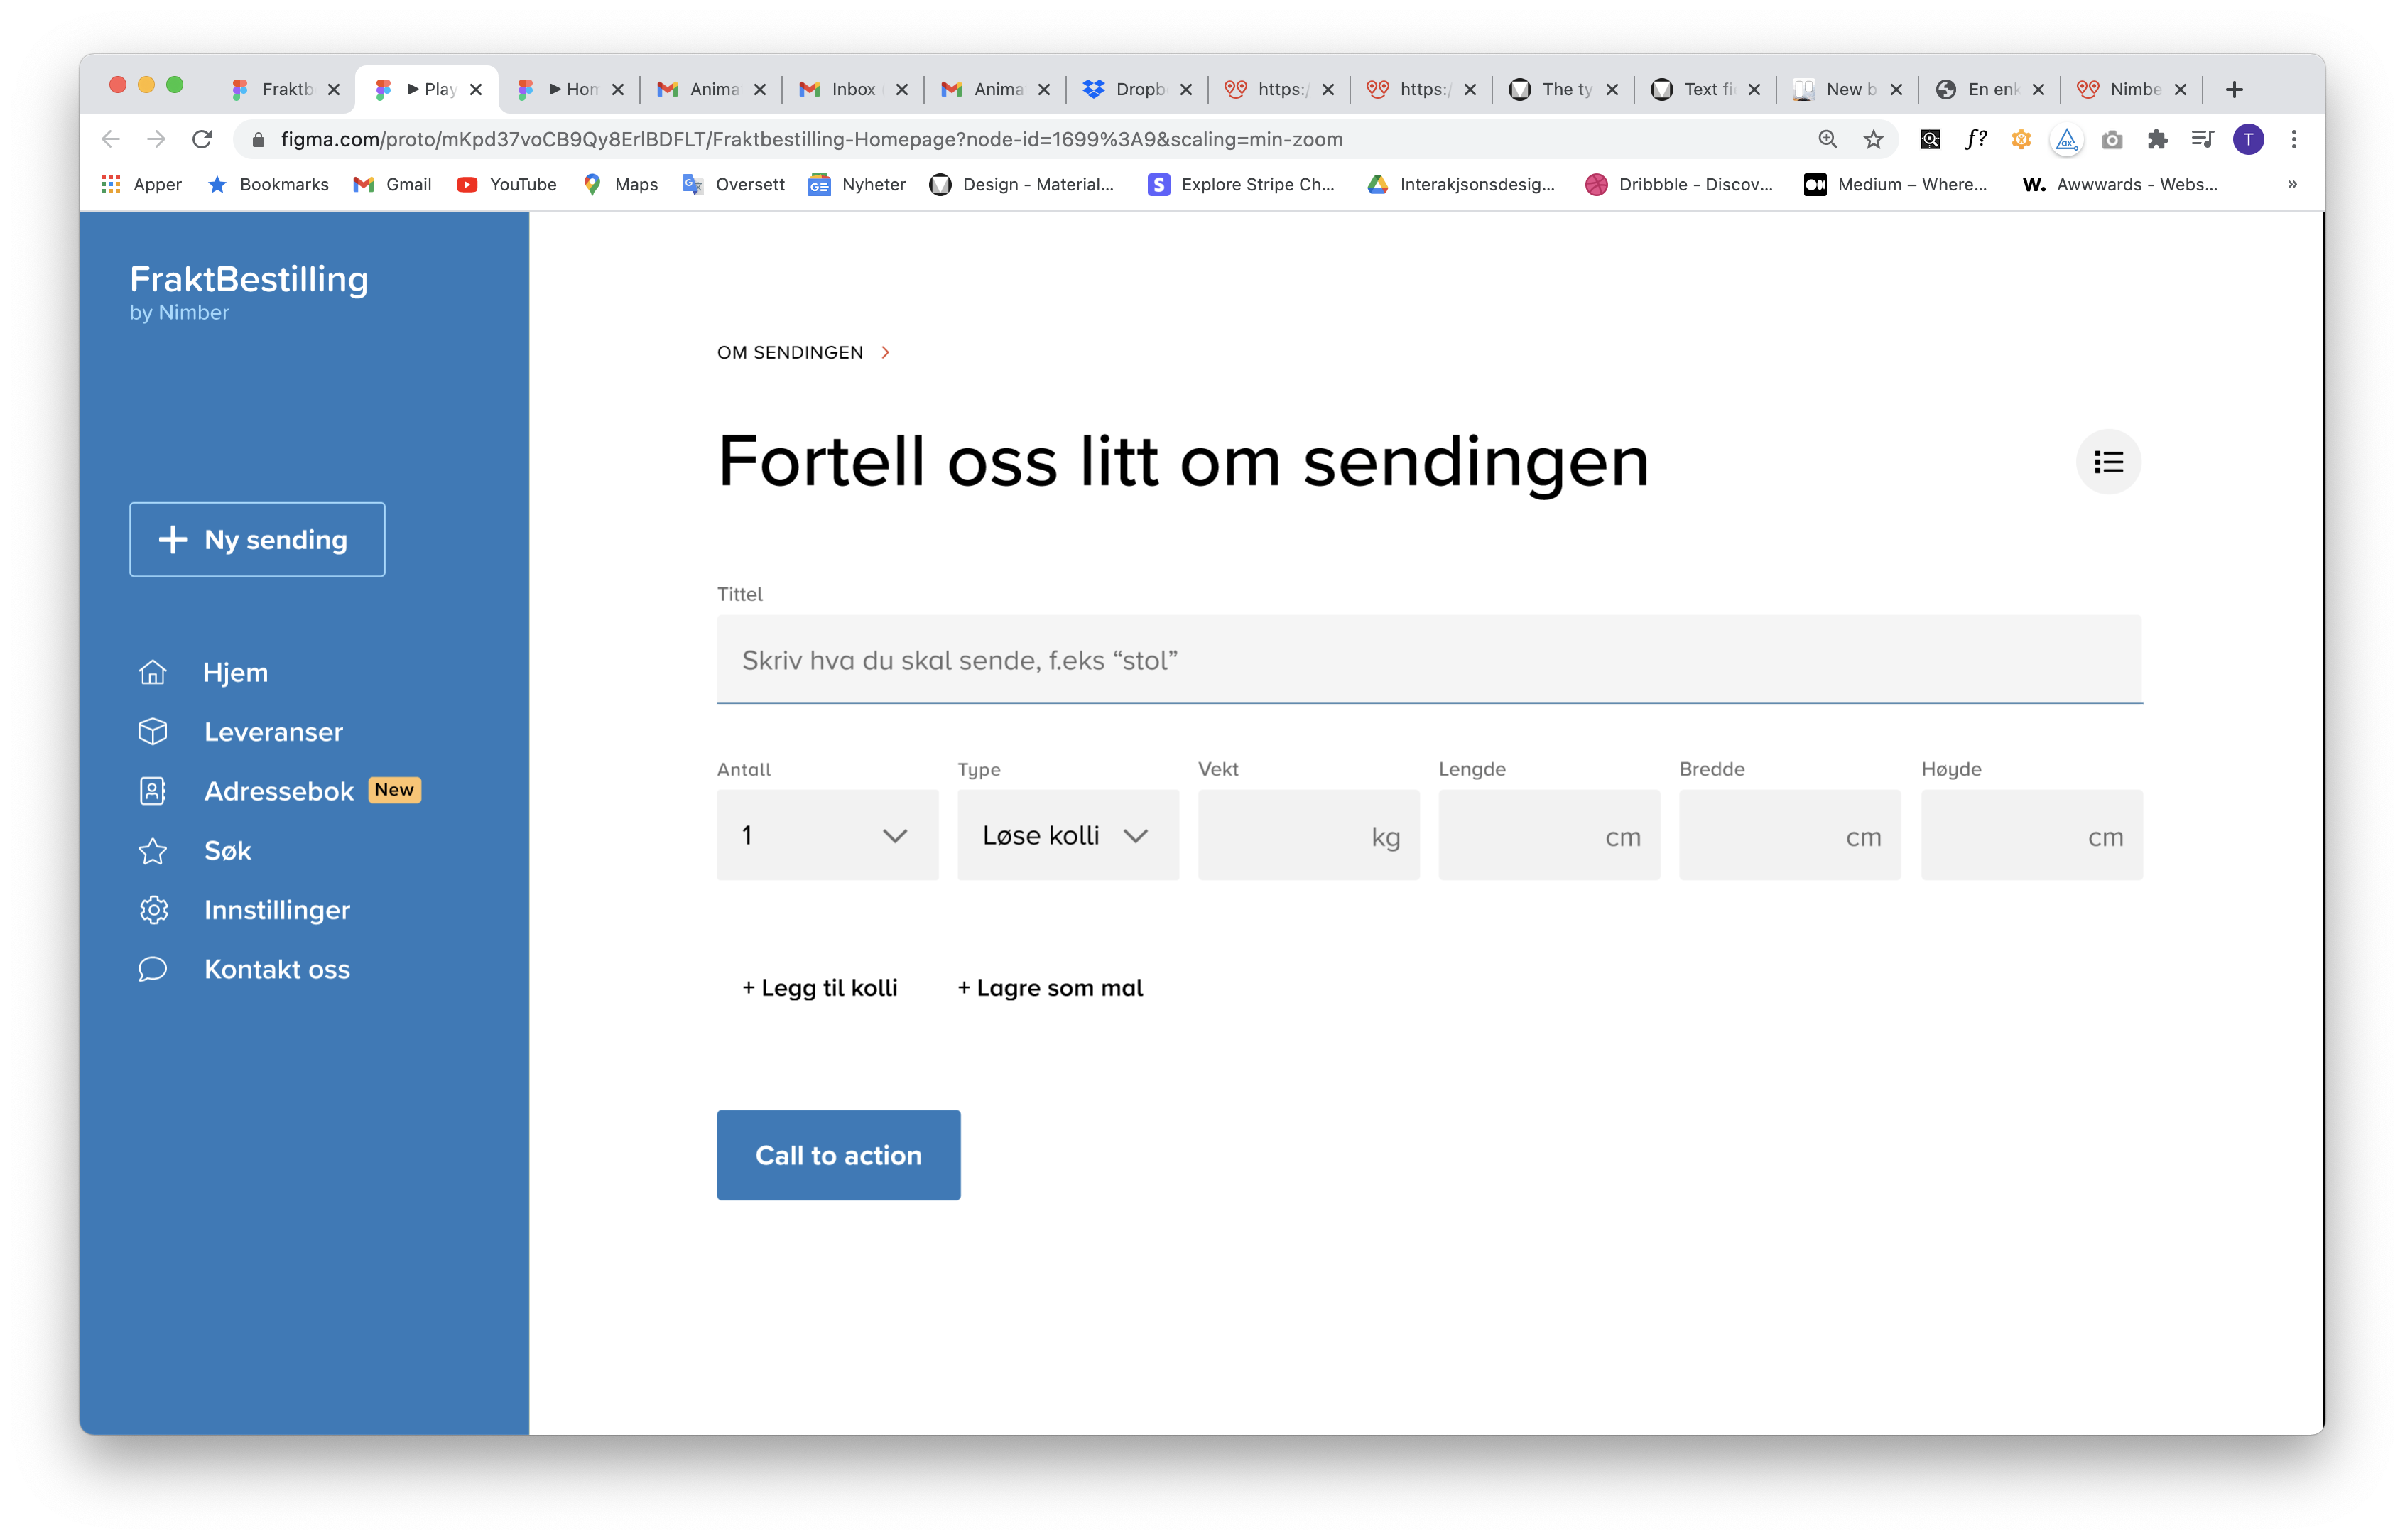 Fraktb
Play
Hom
Anima
Inbox
Anima
Dropb
https:/
https:/
The ty
Text fi
New b
En enk
Nimbe
figma.com/proto/mKpd37voCB9Qy8ErlBDFLT/Fraktbestilling-Homepage?node-id=1699%3A9&scaling=min-zoom
f?
T
Apper
Bookmarks
Gmail
YouTube
Maps
Oversett
Nyheter
Design - Material...
Explore Stripe Ch...
Interakjsonsdesig...
Dribbble - Discov...
Medium – Where...
W. Awwwards - Webs...
»
FraktBestilling
by Nimber
+ Ny sending
Hjem
Leveranser
Adressebok New
Søk
Innstillinger
Kontakt oss
OM SENDINGEN >
Fortell oss litt om sendingen
Tittel
Skriv hva du skal sende, f.eks “stol”
Antall Type Vekt Lengde Bredde Høyde
1 Løse kolli kg cm cm cm
+ Legg til kolli + Lagre som mal
Call to action